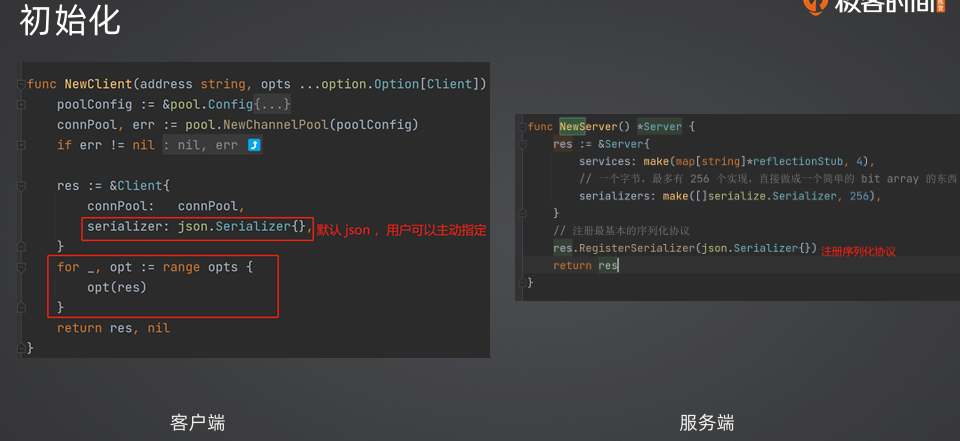 初始化
极客时间
func NewClient(address string, opts ...option.Option[Client])
poolConfig := &pool.Config{...}
connPool, err := pool.NewChannelPool(poolConfig)
if err != nil : nil, err
res := &Client{
connPool: connPool,
serializer: json.Serializer{},
默认 json ，用户可以主动指定
}
for _, opt := range opts {
opt(res)
}
return res, nil
}
func NewServer() *Server {
res := &Server{
services: make(map[string]*reflectionStub, 4),
// 一个字节，最多有 256 个实现，直接做成一个简单的 bit array 的东西
serializers: make([]serialize.Serializer, 256),
}
// 注册最基本的序列化协议
res.RegisterSerializer(json.Serializer{})
注册序列化协议
return res
}
客户端
服务端